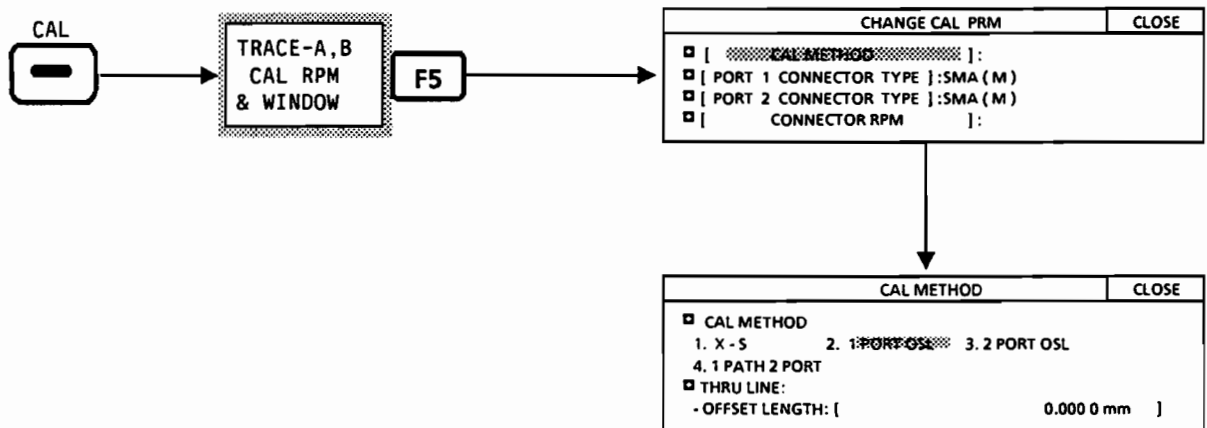 CAL
TRACE-A,B
CAL RPM
& WINDOW
F5
CHANGE CAL PRM CLOSE
[ CAL METHOD ]:
[ PORT 1 CONNECTOR TYPE ]:SMA(M)
[ PORT 2 CONNECTOR TYPE ]:SMA(M)
[ CONNECTOR RPM ]:
CAL METHOD CLOSE
CAL METHOD
1. X - S 2. 1 PORT OSL 3. 2 PORT OSL
4. 1 PATH 2 PORT
THRU LINE:
- OFFSET LENGTH: [ 0.000 0 mm ]